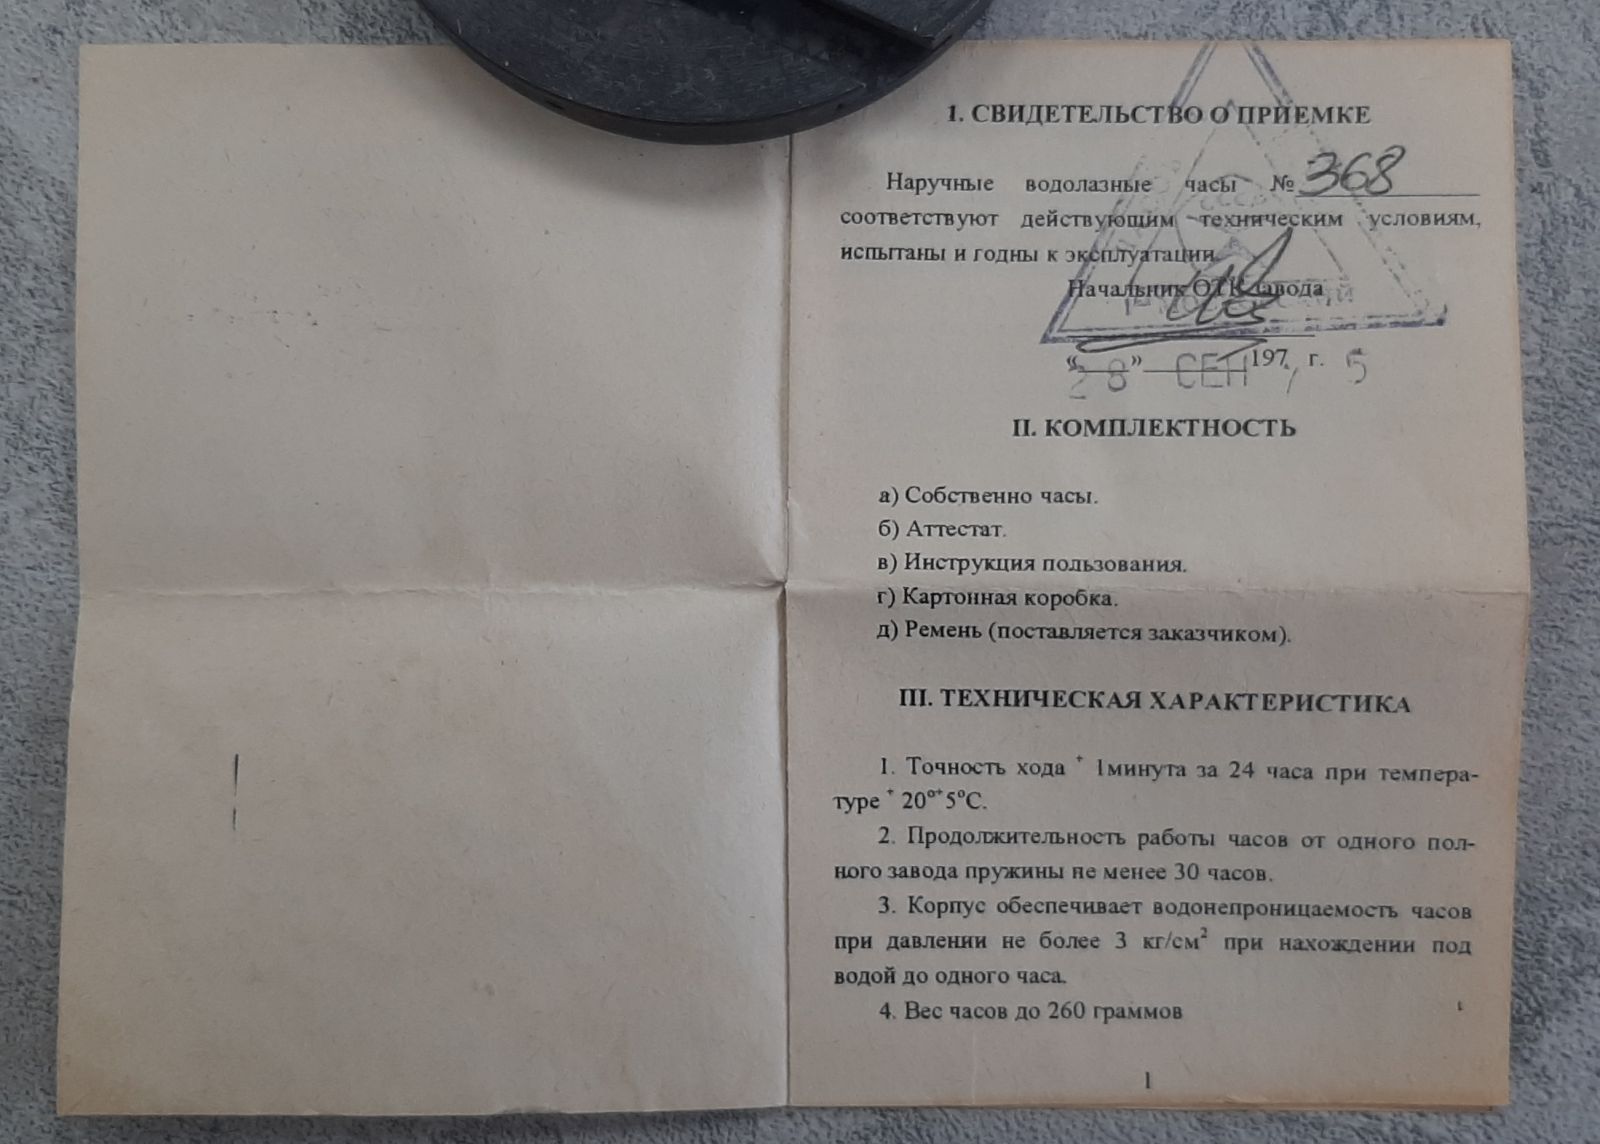 1. СВИДЕТЕЛЬСТВО О ПРИЕМКЕ
Наручные водолазные часы № 368
соответствуют действующим техническим условиям,
испытаны и годны к эксплуатации.
Начальник ОТК завода
« 28 » СЕН 197 г. 5
II. КОМПЛЕКТНОСТЬ
а) Собственно часы.
б) Аттестат.
в) Инструкция пользования.
г) Картонная коробка.
д) Ремень (поставляется заказчиком).
III. ТЕХНИЧЕСКАЯ ХАРАКТЕРИСТИКА
1. Точность хода ⁺ 1минута за 24 часа при темпера-
туре ⁺ 20º⁺5ºС.
2. Продолжительность работы часов от одного пол-
ного завода пружины не менее 30 часов.
3. Корпус обеспечивает водонепроницаемость часов
при давлении не более 3 кг/см² при нахождении под
водой до одного часа.
4. Вес часов до 260 граммов
1